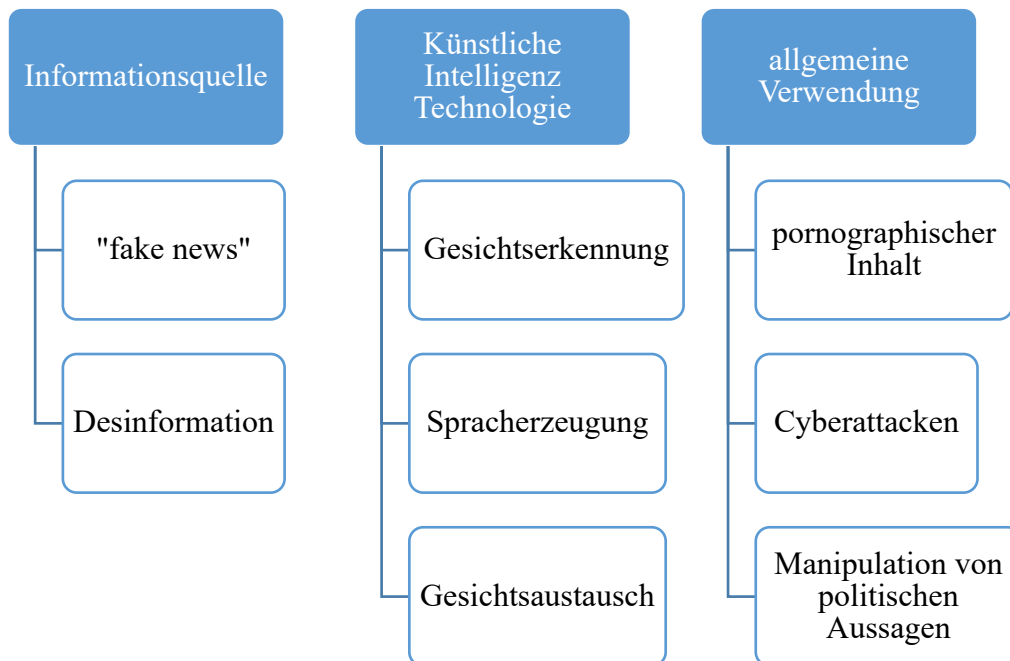 Informationsquelle
"fake news"
Desinformation
Künstliche
Intelligenz
Technologie
Gesichtserkennung
Spracherzeugung
Gesichtsaustausch
allgemeine
Verwendung
pornographischer
Inhalt
Cyberattacken
Manipulation von
politischen
Aussagen